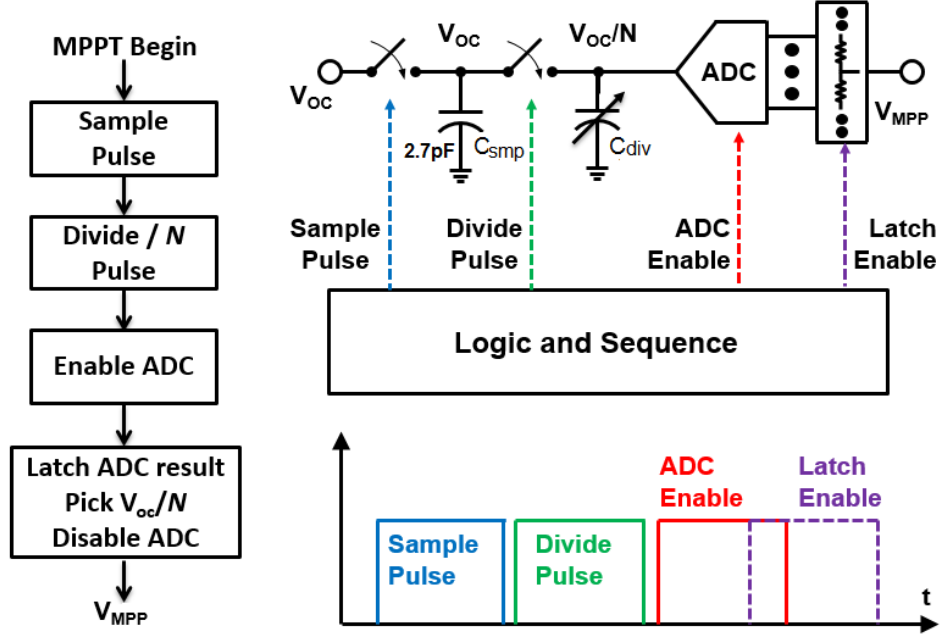 MPPT Begin
Sample
Pulse
Divide / N
Pulse
Enable ADC
Latch ADC result
Pick Voc/N
Disable ADC
VMPP
VOC
VOC
VOC/N
ADC
VMPP
2.7pF
Csmp
Cdiv
Sample
Pulse
Divide
Pulse
ADC
Enable
Latch
Enable
Logic and Sequence
ADC
Enable
Latch
Enable
Sample
Pulse
Divide
Pulse
t